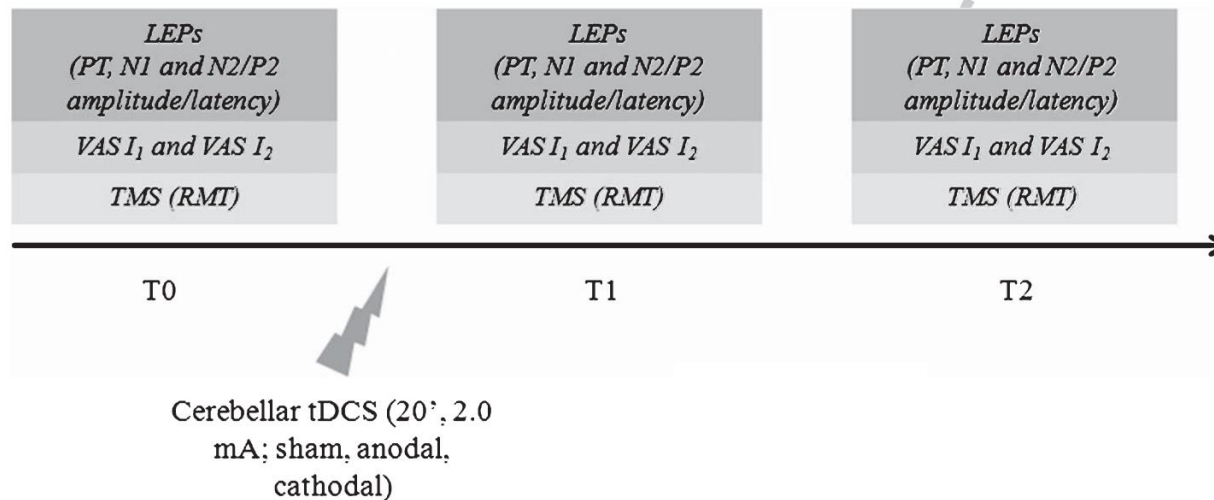 LEPs
(PT, N1 and N2/P2
amplitude/latency)
VAS I₁ and VAS I₂
TMS (RMT)
LEPs
(PT, N1 and N2/P2
amplitude/latency)
VAS I₁ and VAS I₂
TMS (RMT)
LEPs
(PT, N1 and N2/P2
amplitude/latency)
VAS I₁ and VAS I₂
TMS (RMT)
T0
T1
T2
Cerebellar tDCS (20’, 2.0
mA; sham, anodal,
cathodal)